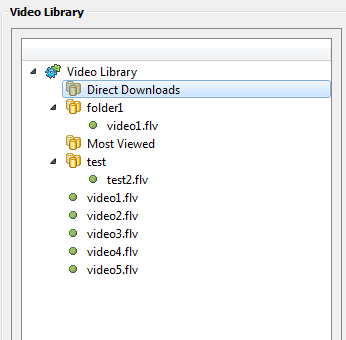 Video Library
Video Library
Direct Downloads
folder1
video1.flv
Most Viewed
test
test2.flv
video1.flv
video2.flv
video3.flv
video4.flv
video5.flv